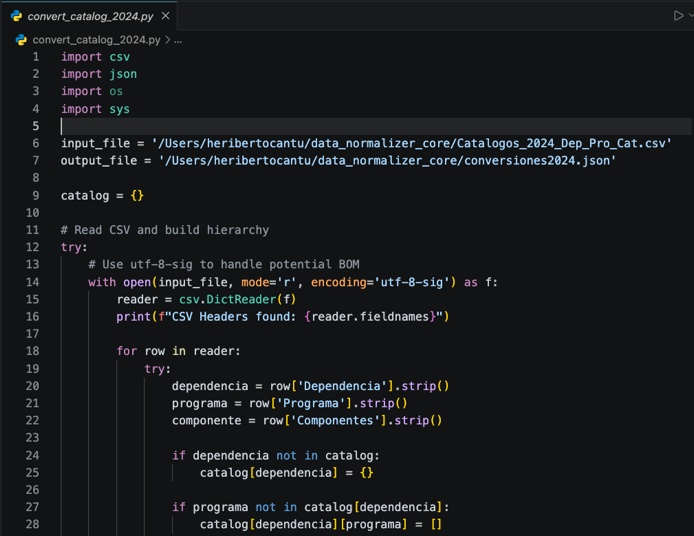 convert_catalog_2024.py
convert_catalog_2024.py > ...
1 import csv
2 import json
3 import os
4 import sys
5
6 input_file = '/Users/heribertocantu/data_normalizer_core/Catalogos_2024_Dep_Pro_Cat.csv'
7 output_file = '/Users/heribertocantu/data_normalizer_core/conversiones2024.json'
8
9 catalog = {}
10
11 # Read CSV and build hierarchy
12 try:
13     # Use utf-8-sig to handle potential BOM
14     with open(input_file, mode='r', encoding='utf-8-sig') as f:
15         reader = csv.DictReader(f)
16         print(f"CSV Headers found: {reader.fieldnames}")
17
18         for row in reader:
19             try:
20                 dependencia = row['Dependencia'].strip()
21                 programa = row['Programa'].strip()
22                 componente = row['Componentes'].strip()
23
24                 if dependencia not in catalog:
25                     catalog[dependencia] = {}
26
27                 if programa not in catalog[dependencia]:
28                     catalog[dependencia][programa] = []